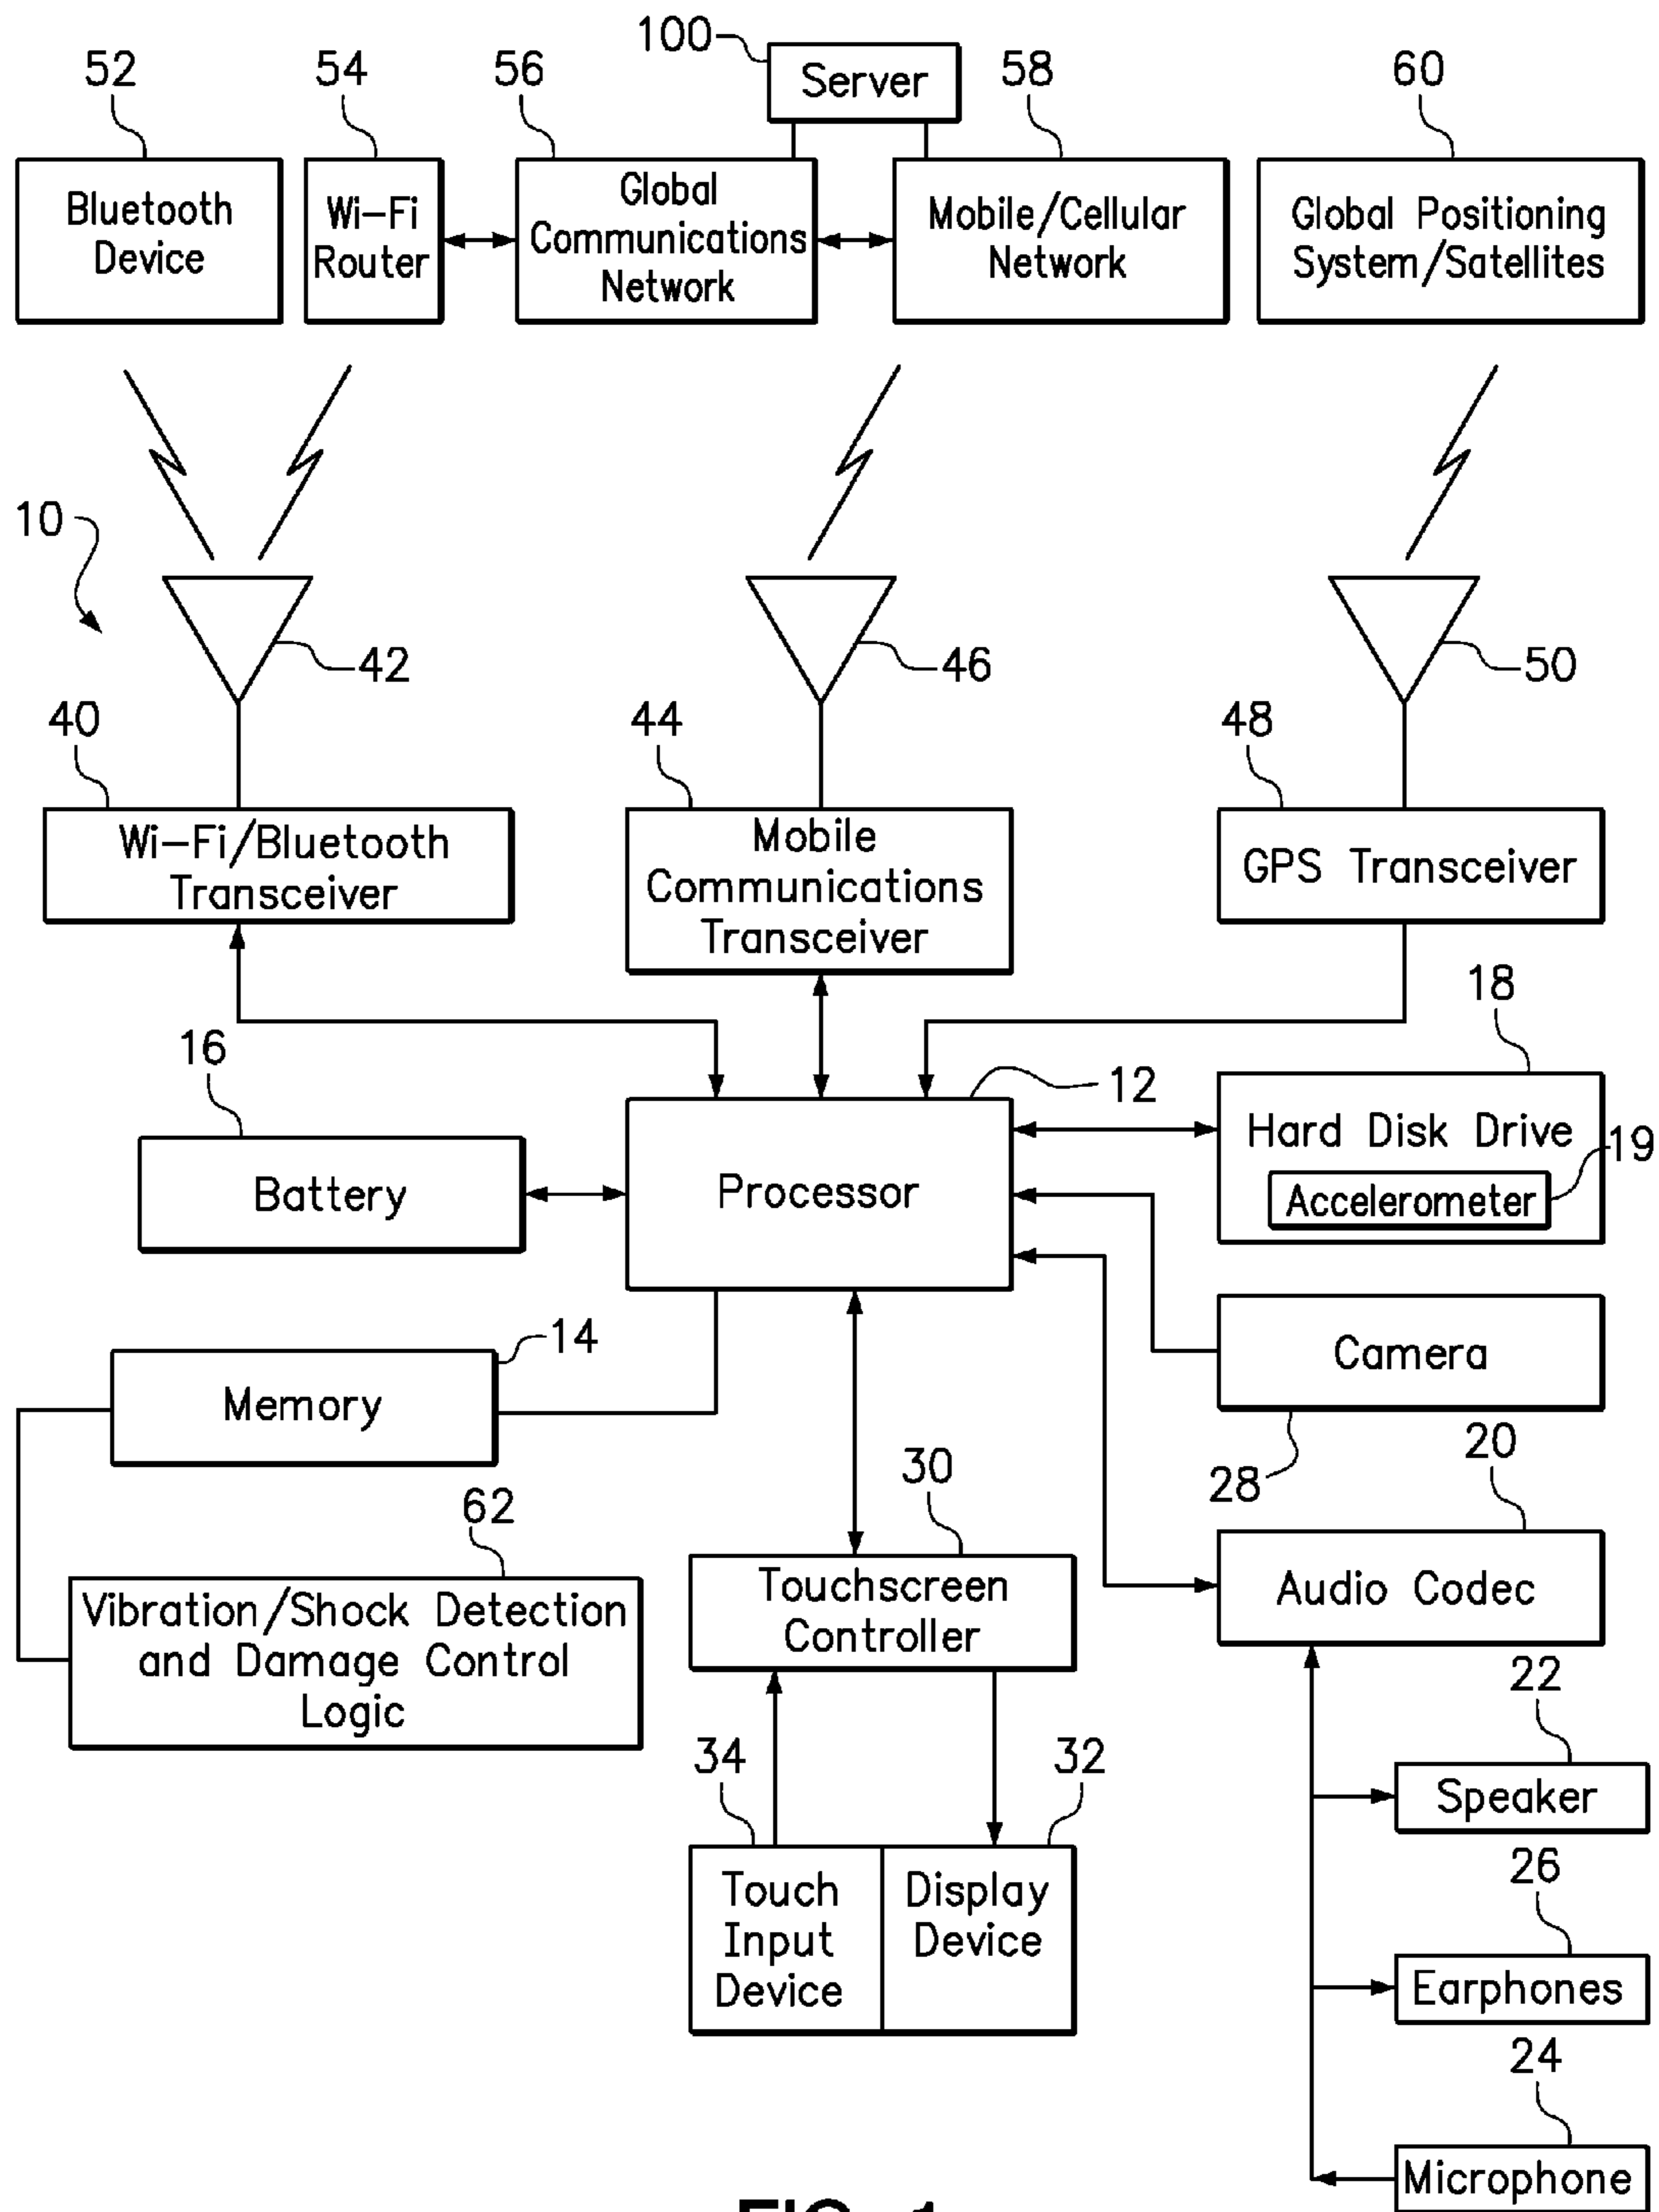 100
Server
52
54
56
58
60
Bluetooth
Device
Wi-Fi
Router
Global
Communications
Network
Mobile/Cellular
Network
Global Positioning
System/Satellites
10
42
46
50
40
44
48
Wi-Fi/Bluetooth
Transceiver
Mobile
Communications
Transceiver
GPS Transceiver
18
16
12
Hard Disk Drive
19
Accelerometer
Battery
Processor
14
Memory
Camera
28
20
30
62
Vibration/Shock Detection
and Damage Control
Logic
Touchscreen
Controller
Audio Codec
22
34
32
Speaker
Touch
Input
Device
Display
Device
26
Earphones
24
Microphone